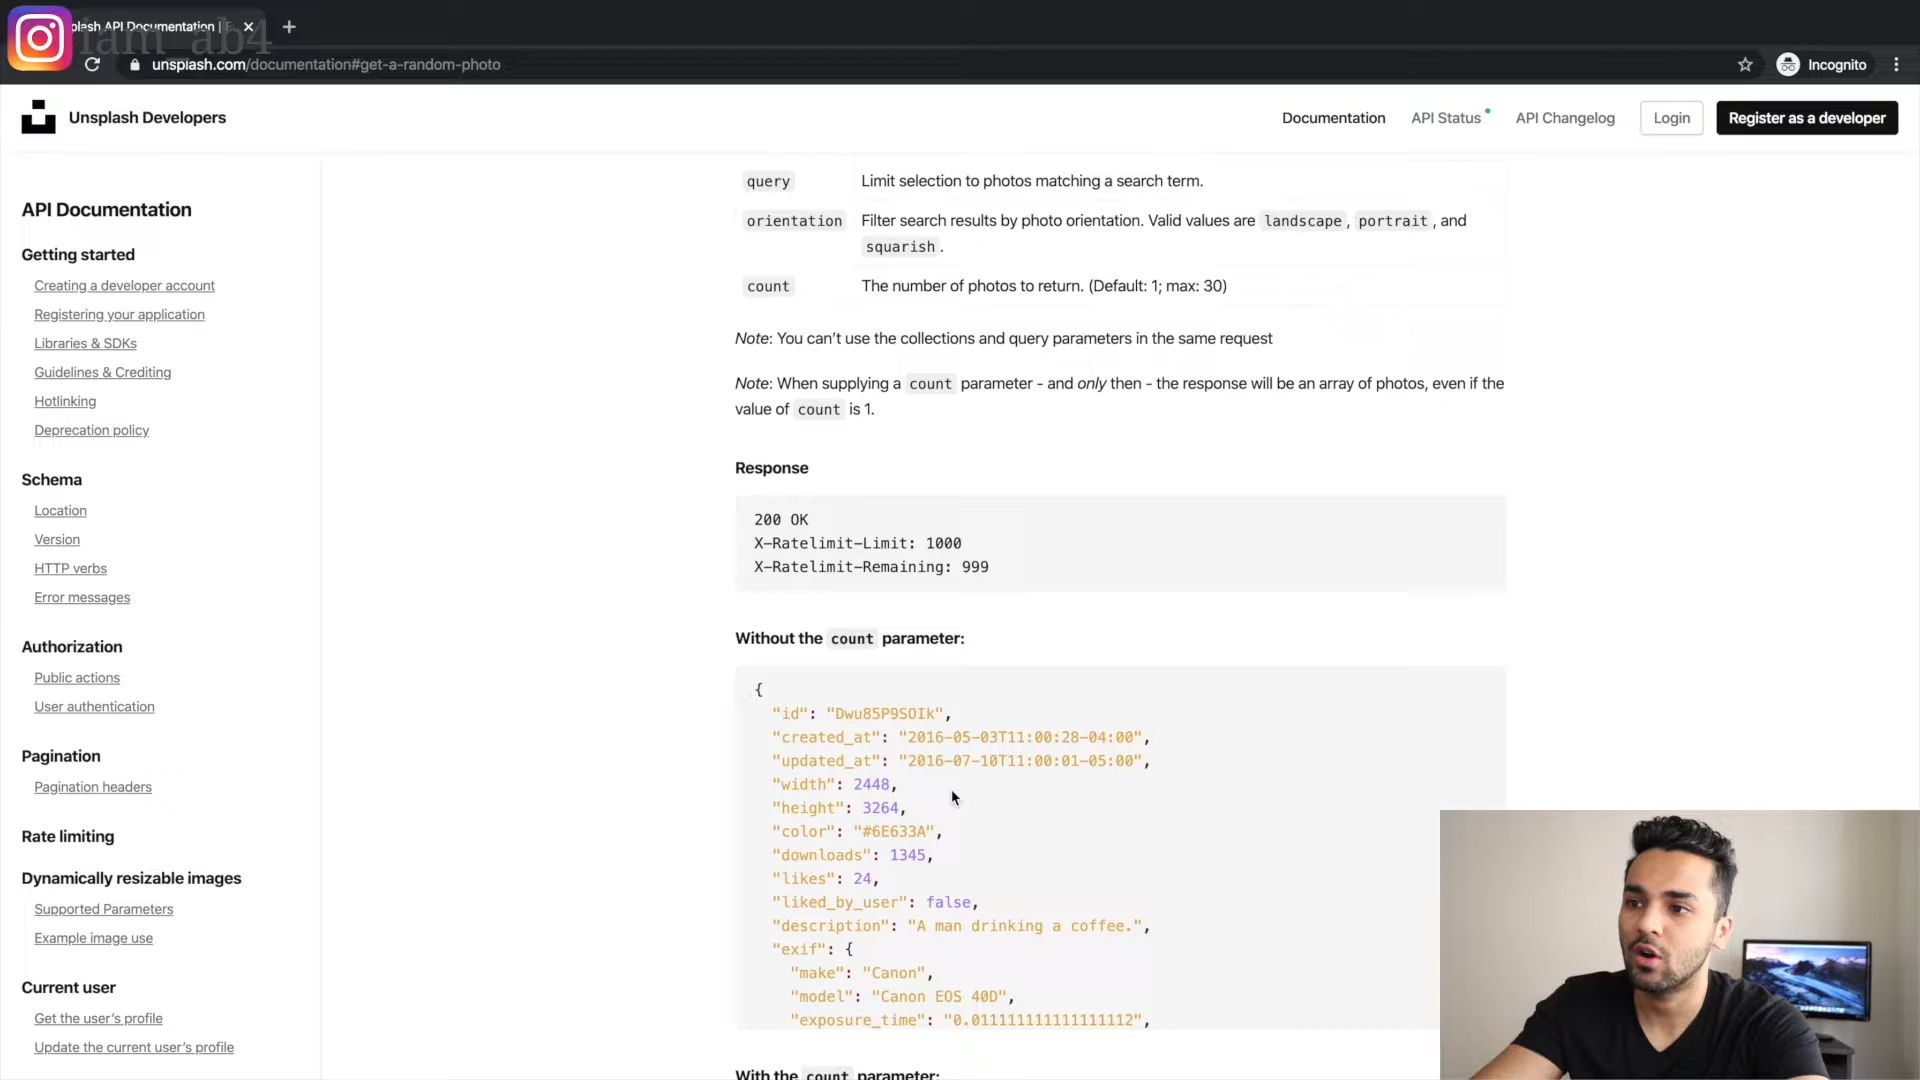 plash API Documentation |
iam_ab4
unsplash.com/documentation#get-a-random-photo
Incognito
Unsplash Developers
Documentation
API Status
API Changelog
Login
Register as a developer
API Documentation
Getting started
Creating a developer account
Registering your application
Libraries & SDKs
Guidelines & Crediting
Hotlinking
Deprecation policy
Schema
Location
Version
HTTP verbs
Error messages
Authorization
Public actions
User authentication
Pagination
Pagination headers
Rate limiting
Dynamically resizable images
Supported Parameters
Example image use
Current user
Get the user's profile
Update the current user's profile
query Limit selection to photos matching a search term.
orientation Filter search results by photo orientation. Valid values are landscape, portrait, and
squarish.
count The number of photos to return. (Default: 1; max: 30)
Note: You can't use the collections and query parameters in the same request
Note: When supplying a count parameter - and only then - the response will be an array of photos, even if the
value of count is 1.
Response
200 OK
X-Ratelimit-Limit: 1000
X-Ratelimit-Remaining: 999
Without the count parameter:
{
"id": "Dwu85P9SOIk",
"created_at": "2016-05-03T11:00:28-04:00",
"updated_at": "2016-07-10T11:00:01-05:00",
"width": 2448,
"height": 3264,
"color": "#6E633A",
"downloads": 1345,
"likes": 24,
"liked_by_user": false,
"description": "A man drinking a coffee.",
"exif": {
"make": "Canon",
"model": "Canon EOS 40D",
"exposure_time": "0.011111111111111112",
With the count parameter: